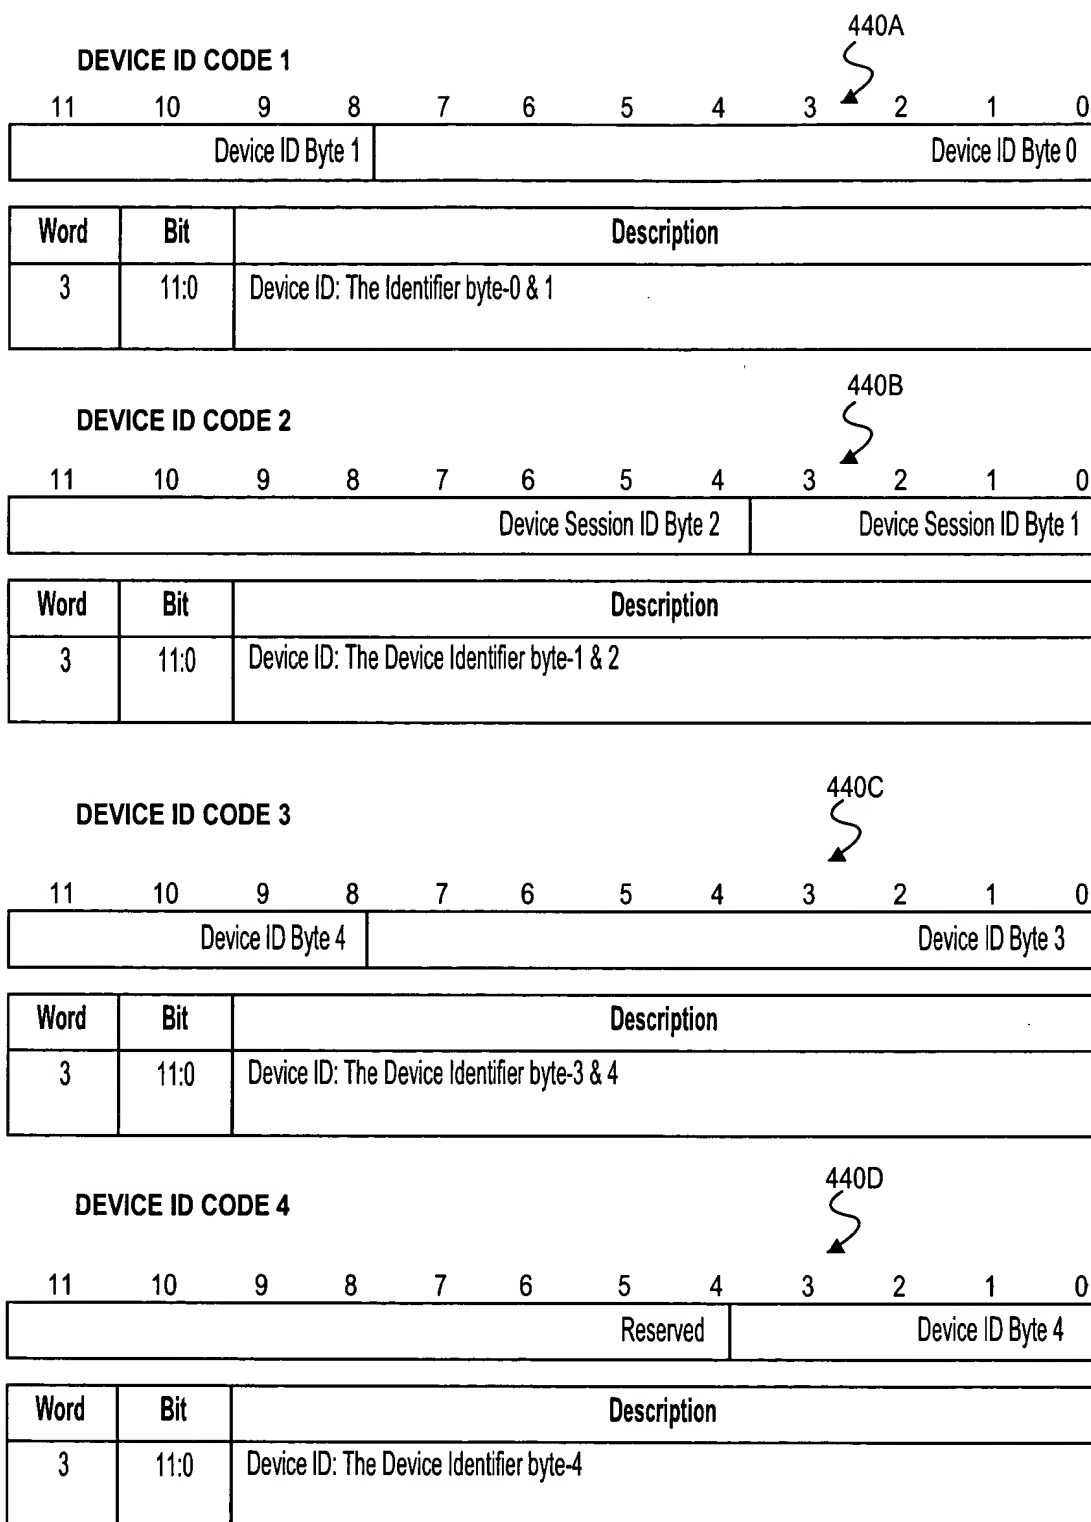 440A
DEVICE ID CODE 1
11 10 9 8 7 6 5 4 3 2 1 0
Device ID Byte 1 Device ID Byte 0
Word Bit Description
3 11:0 Device ID: The Identifier byte-0 & 1
440B
DEVICE ID CODE 2
11 10 9 8 7 6 5 4 3 2 1 0
Device Session ID Byte 2 Device Session ID Byte 1
Word Bit Description
3 11:0 Device ID: The Device Identifier byte-1 & 2
440C
DEVICE ID CODE 3
11 10 9 8 7 6 5 4 3 2 1 0
Device ID Byte 4 Device ID Byte 3
Word Bit Description
3 11:0 Device ID: The Device Identifier byte-3 & 4
440D
DEVICE ID CODE 4
11 10 9 8 7 6 5 4 3 2 1 0
Reserved Device ID Byte 4
Word Bit Description
3 11:0 Device ID: The Device Identifier byte-4